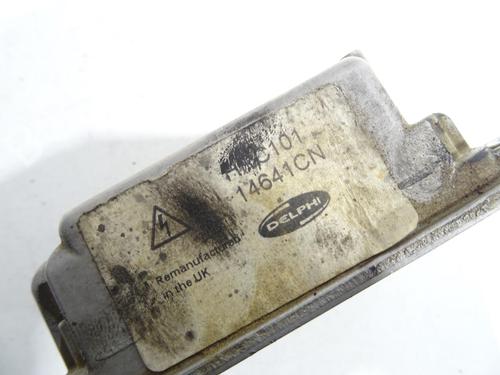 14641CN
DELPHI
Remanufactured
in the UK